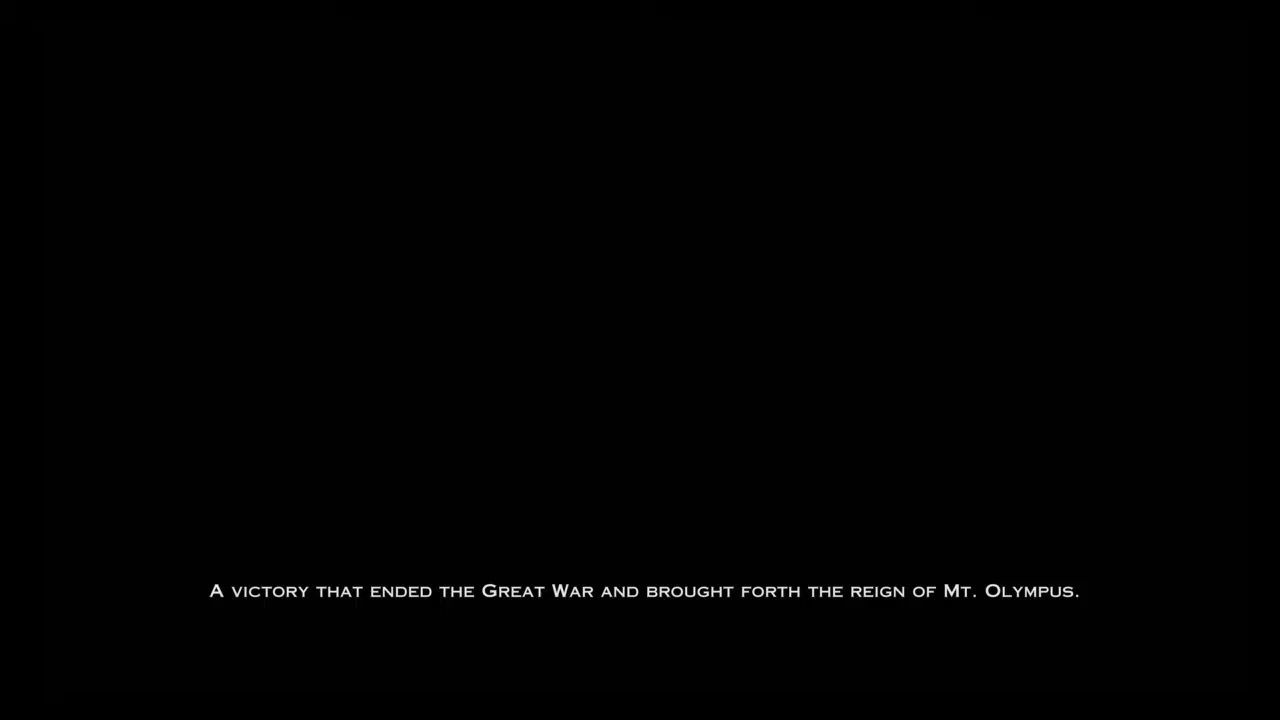 A victory that ended the Great War and brought forth the reign of Mt. Olympus.